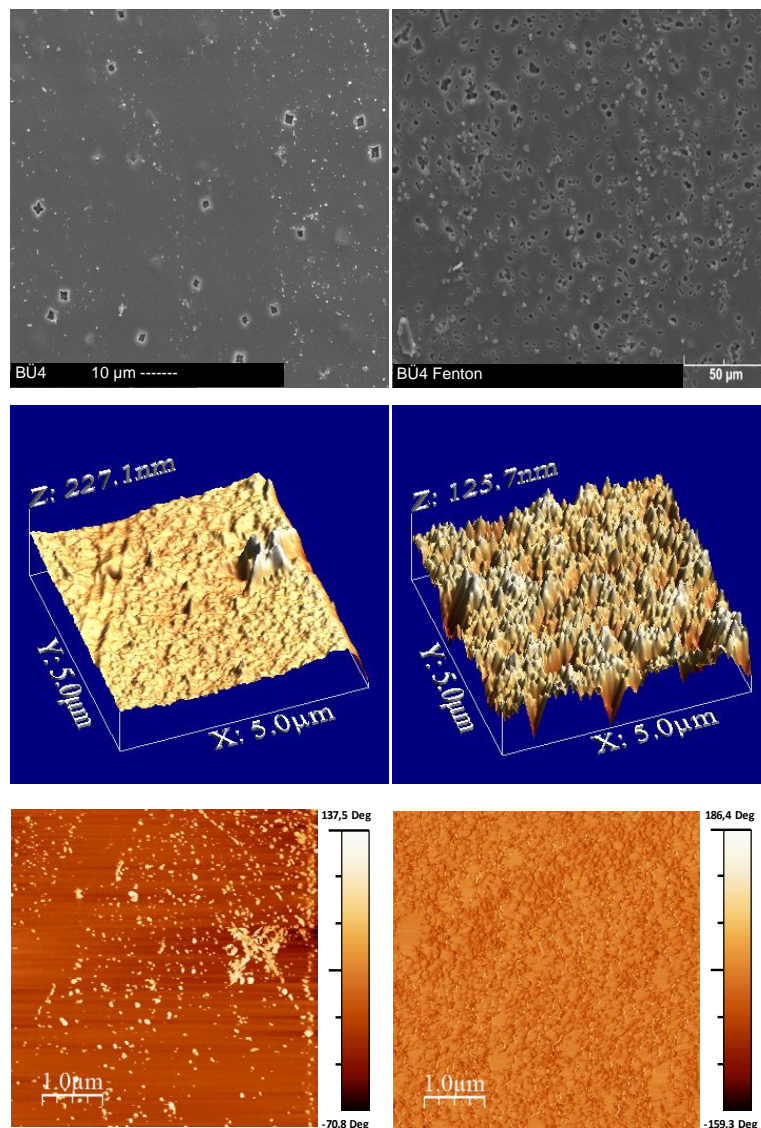 BÜ4 10 µm -------
BÜ4 Fenton 50 µm
Z: 227.1nm
Y: 5.0µm
X: 5.0µm
Z: 125.7nm
Y: 5.0µm
X: 5.0µm
137,5 Deg
1.0µm
-70,8 Deg
186,4 Deg
1.0µm
-159,3 Deg